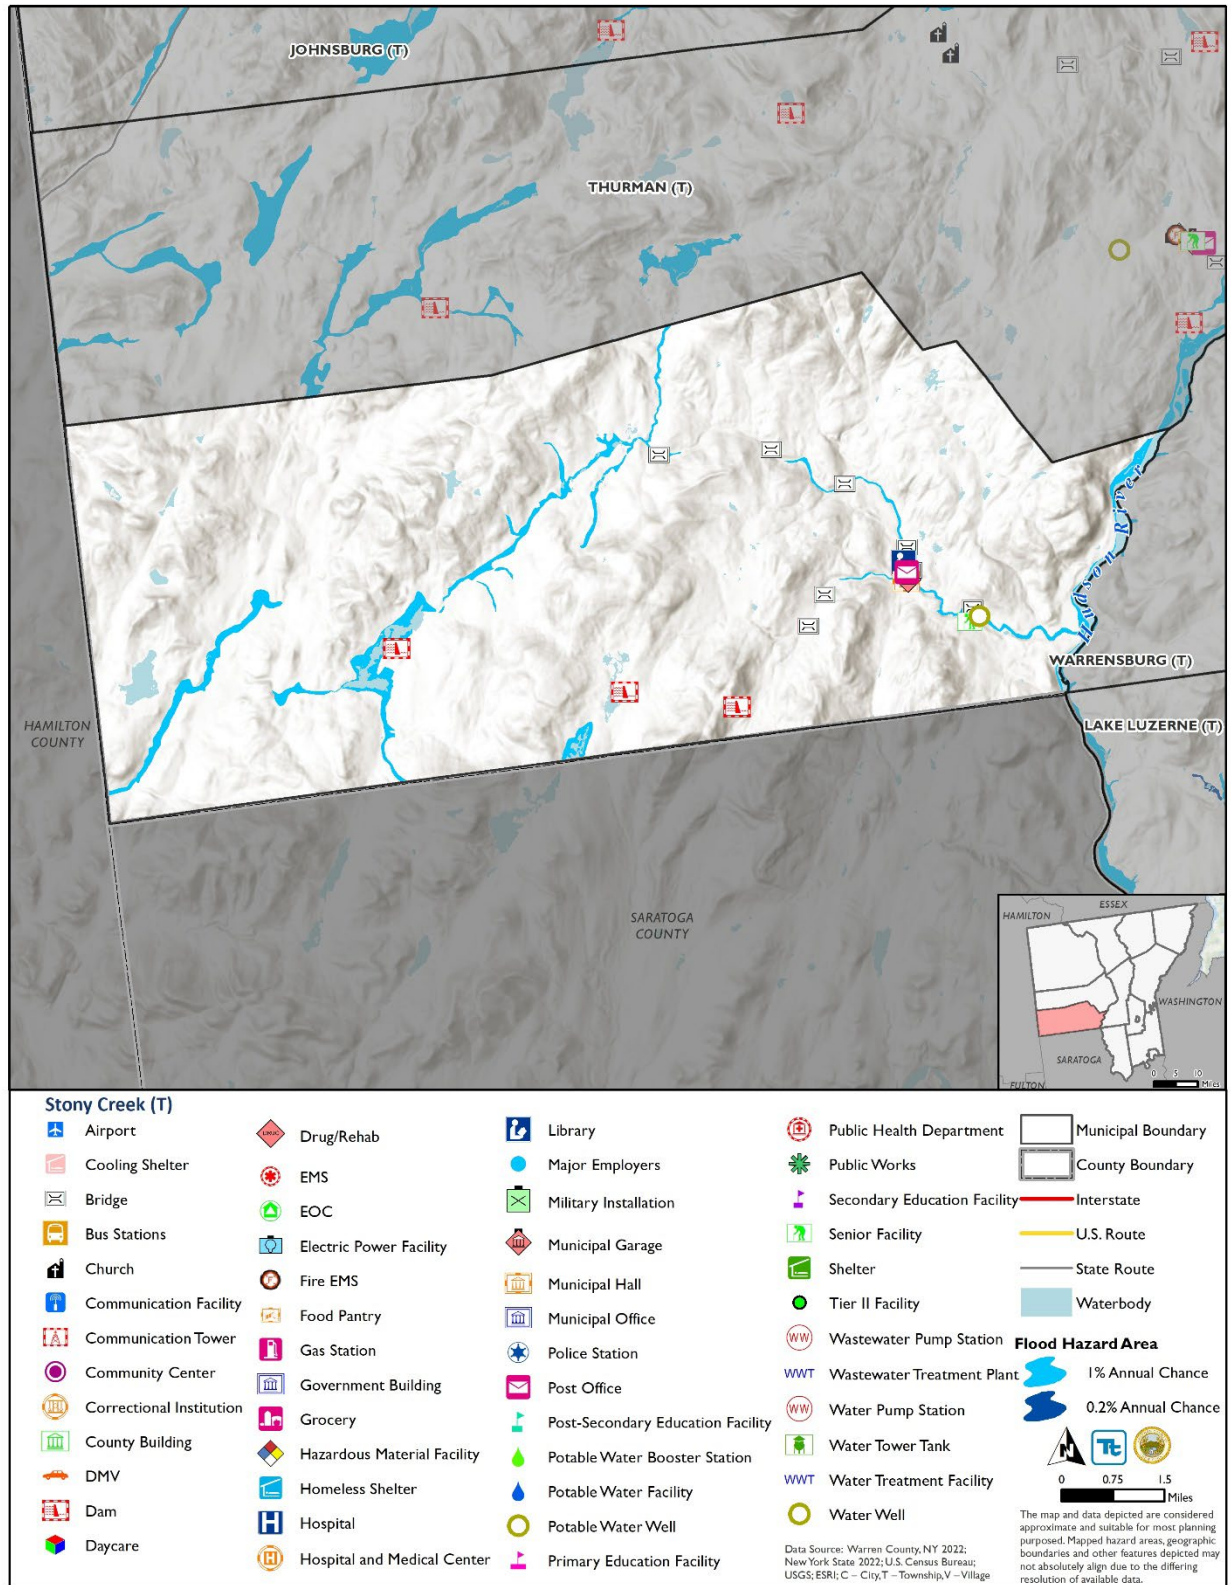 JOHNSBURG (T)
THURMAN (T)
Hudson River
WARRENSBURG (T)
LAKE LUZERNE (T)
HAMILTON
COUNTY
SARATOGA
COUNTY
ESSEX
HAMILTON
WASHINGTON
SARATOGA
FULTON
0 5 10
Miles
Stony Creek (T)
Airport
Cooling Shelter
Bridge
Bus Stations
Church
Communication Facility
Communication Tower
Community Center
Correctional Institution
County Building
DMV
Dam
Daycare
Drug/Rehab
EMS
EOC
Electric Power Facility
Fire EMS
Food Pantry
Gas Station
Government Building
Grocery
Hazardous Material Facility
Homeless Shelter
H Hospital
H Hospital and Medical Center
Library
Major Employers
Military Installation
Municipal Garage
Municipal Hall
Municipal Office
Police Station
Post Office
Post-Secondary Education Facility
Potable Water Booster Station
Potable Water Facility
Potable Water Well
Primary Education Facility
Public Health Department
Public Works
Secondary Education Facility
Senior Facility
Shelter
Tier II Facility
WW Wastewater Pump Station
WWT Wastewater Treatment Plant
WW Water Pump Station
Water Tower Tank
WWT Water Treatment Facility
Water Well
Data Source: Warren County, NY 2022;
New York State 2022; U.S. Census Bureau;
USGS; ESRI; C – City, T – Township, V – Village
Municipal Boundary
County Boundary
Interstate
U.S. Route
State Route
Waterbody
Flood Hazard Area
1% Annual Chance
0.2% Annual Chance
N
Tt
0 0.75 1.5
Miles
The map and data depicted are considered
approximate and suitable for most planning
purposed. Mapped hazard areas, geographic
boundaries and other features depicted may
not absolutely align due to the differing
resolution of available data.